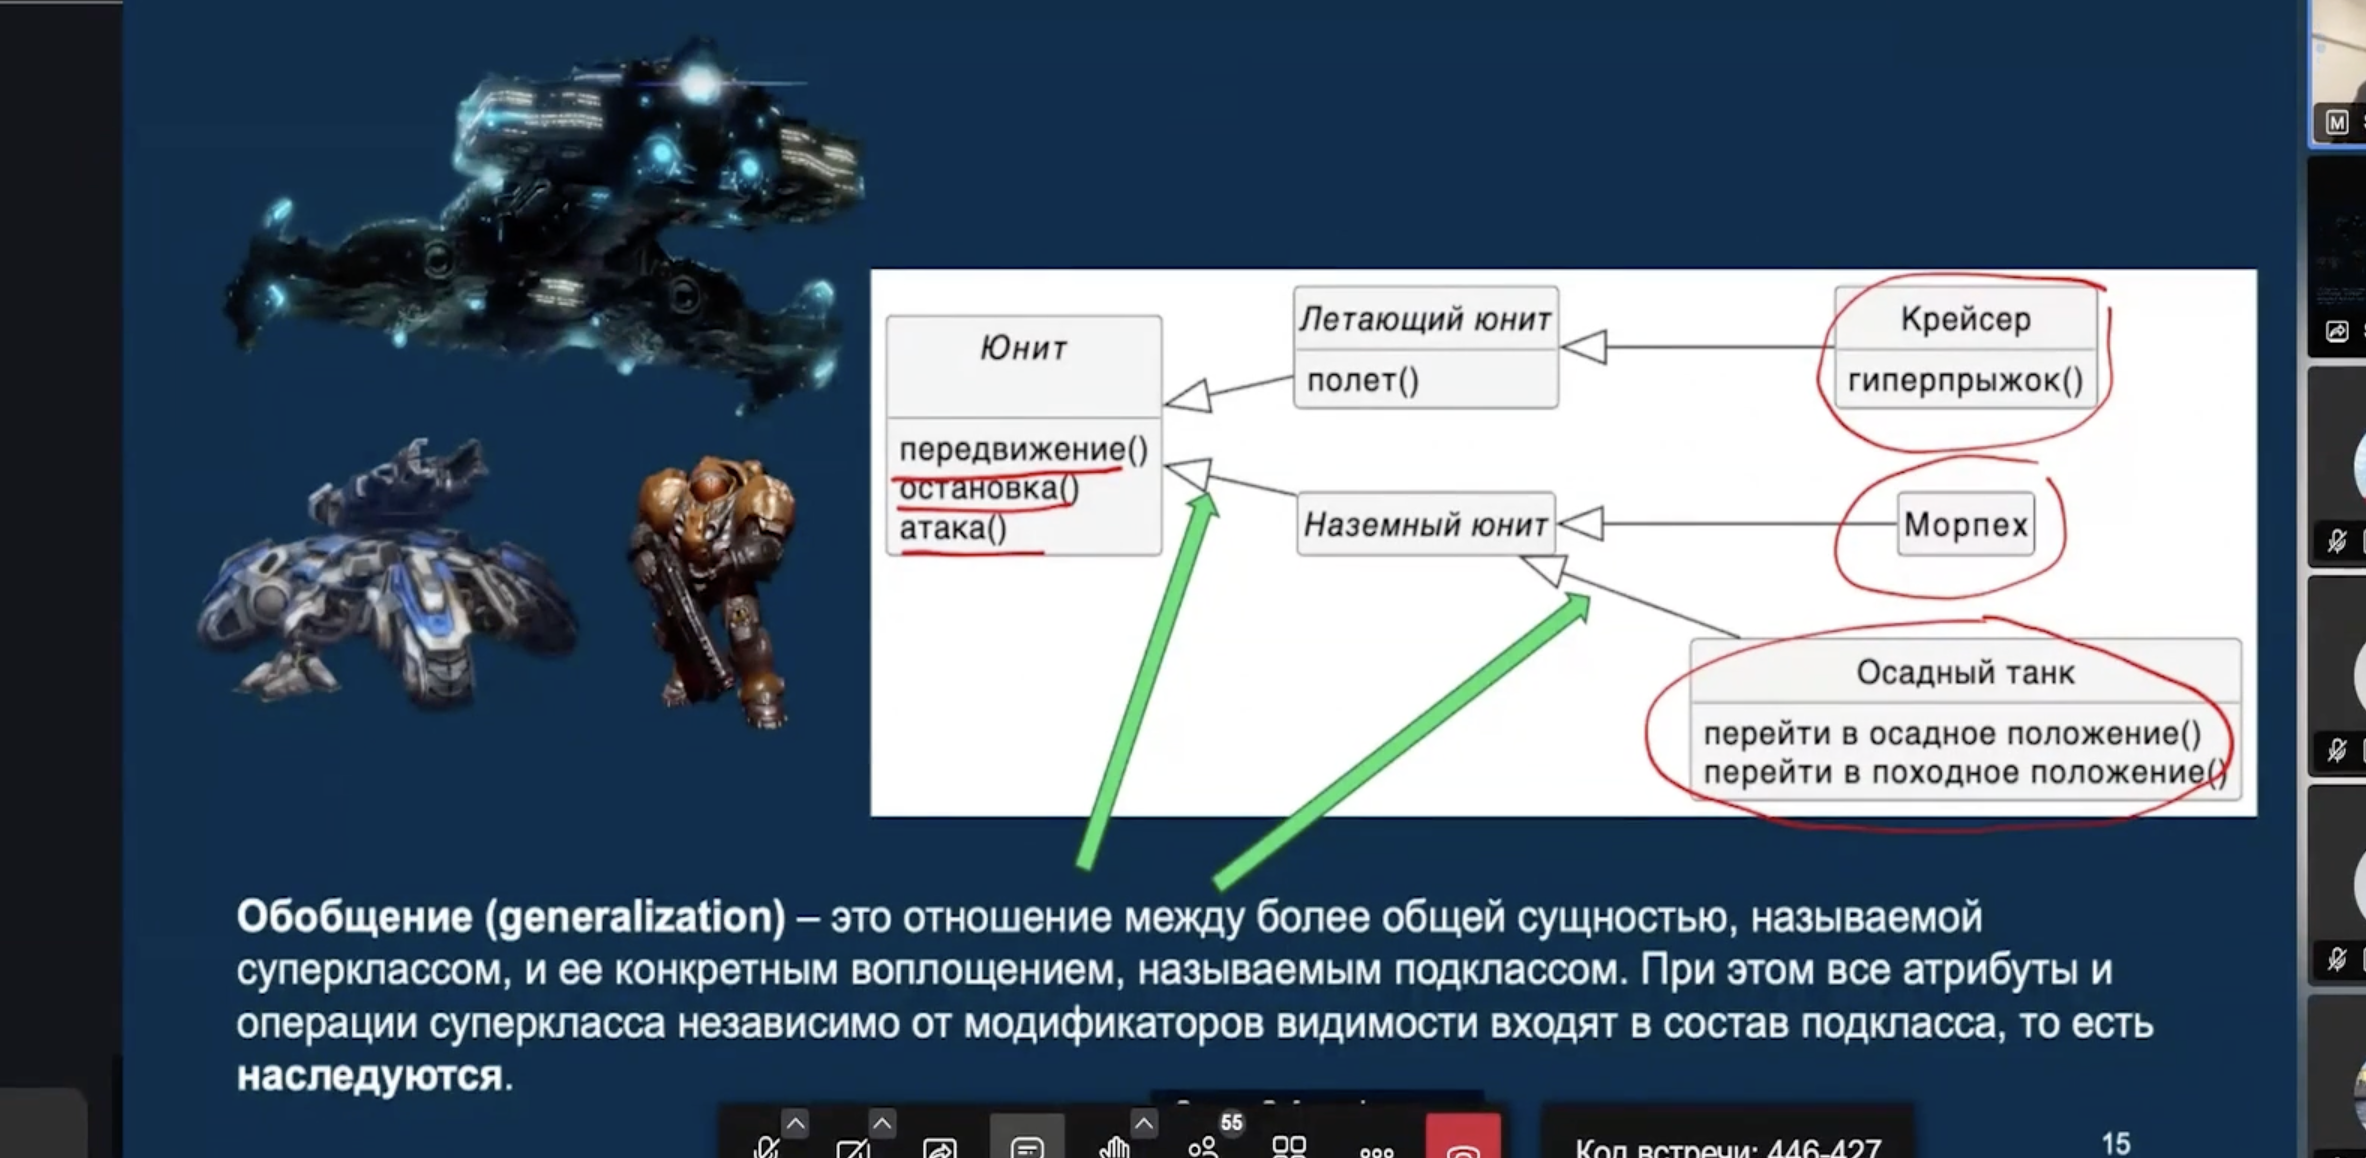 Юнит
передвижение()
остановка()
атака()
Летающий юнит
полет()
Крейсер
гиперпрыжок()
Наземный юнит
Морпех
Осадный танк
перейти в осадное положение()
перейти в походное положение()
Обобщение (generalization) – это отношение между более общей сущностью, называемой
суперклассом, и ее конкретным воплощением, называемым подклассом. При этом все атрибуты и
операции суперкласса независимо от модификаторов видимости входят в состав подкласса, то есть
наследуются.
55
Код встречи: 446-427
15
M